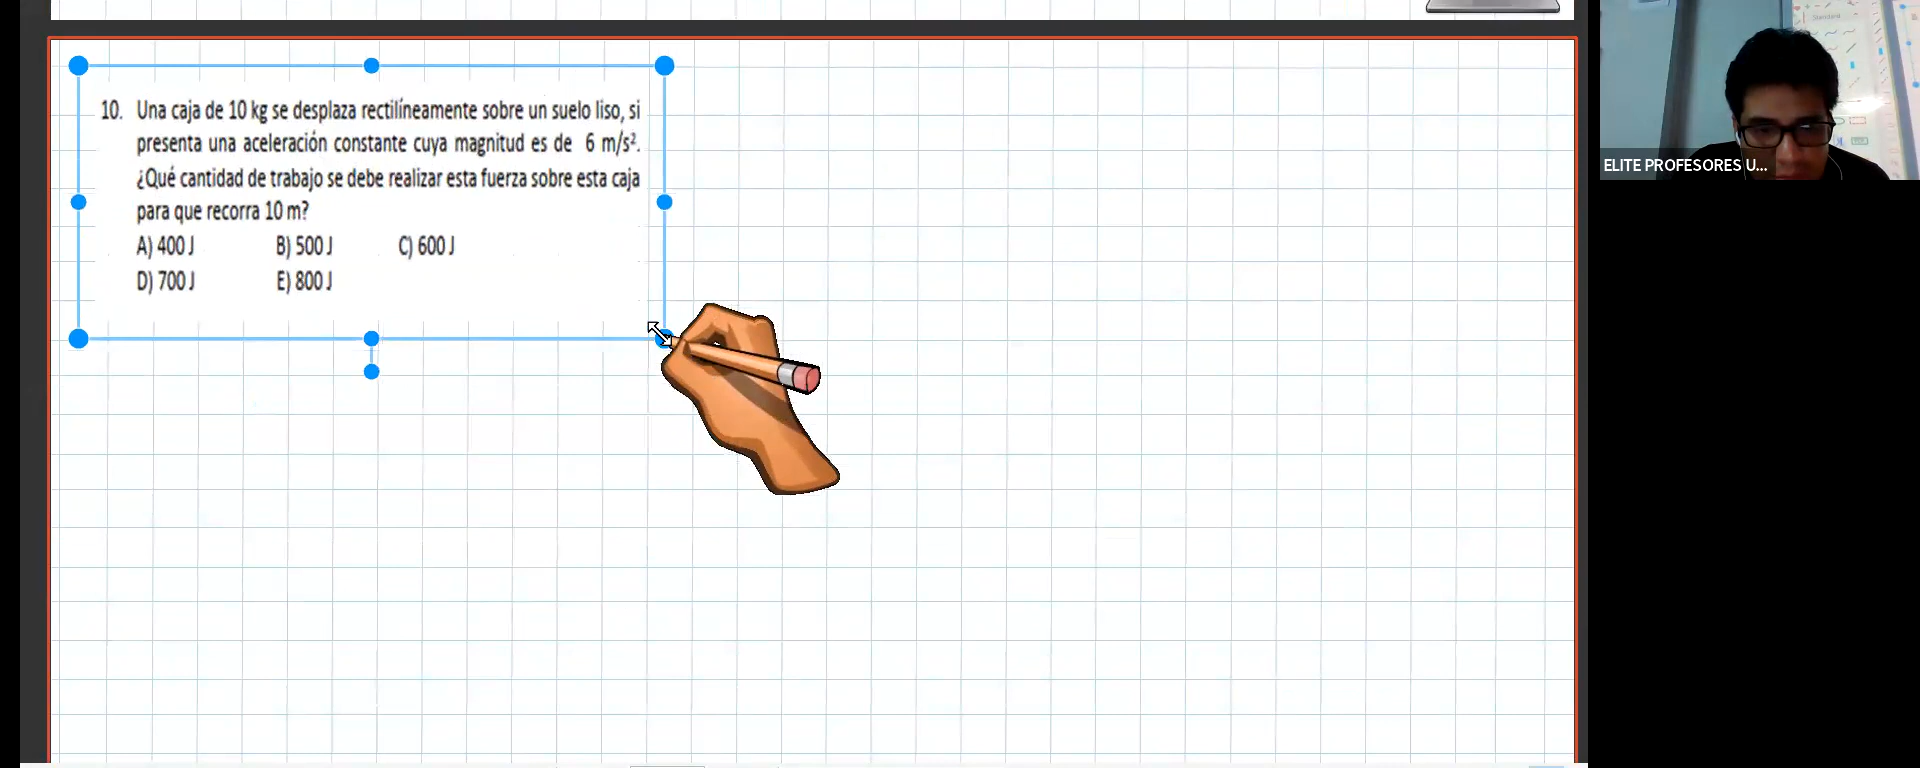 10. Una caja de 10 kg se desplaza rectilíneamente sobre un suelo liso, si
presenta una aceleración constante cuya magnitud es de 6 m/s².
¿Qué cantidad de trabajo se debe realizar esta fuerza sobre esta caja
para que recorra 10 m?
A) 400 J B) 500 J C) 600 J
D) 700 J E) 800 J
ELITE PROFESORES U...